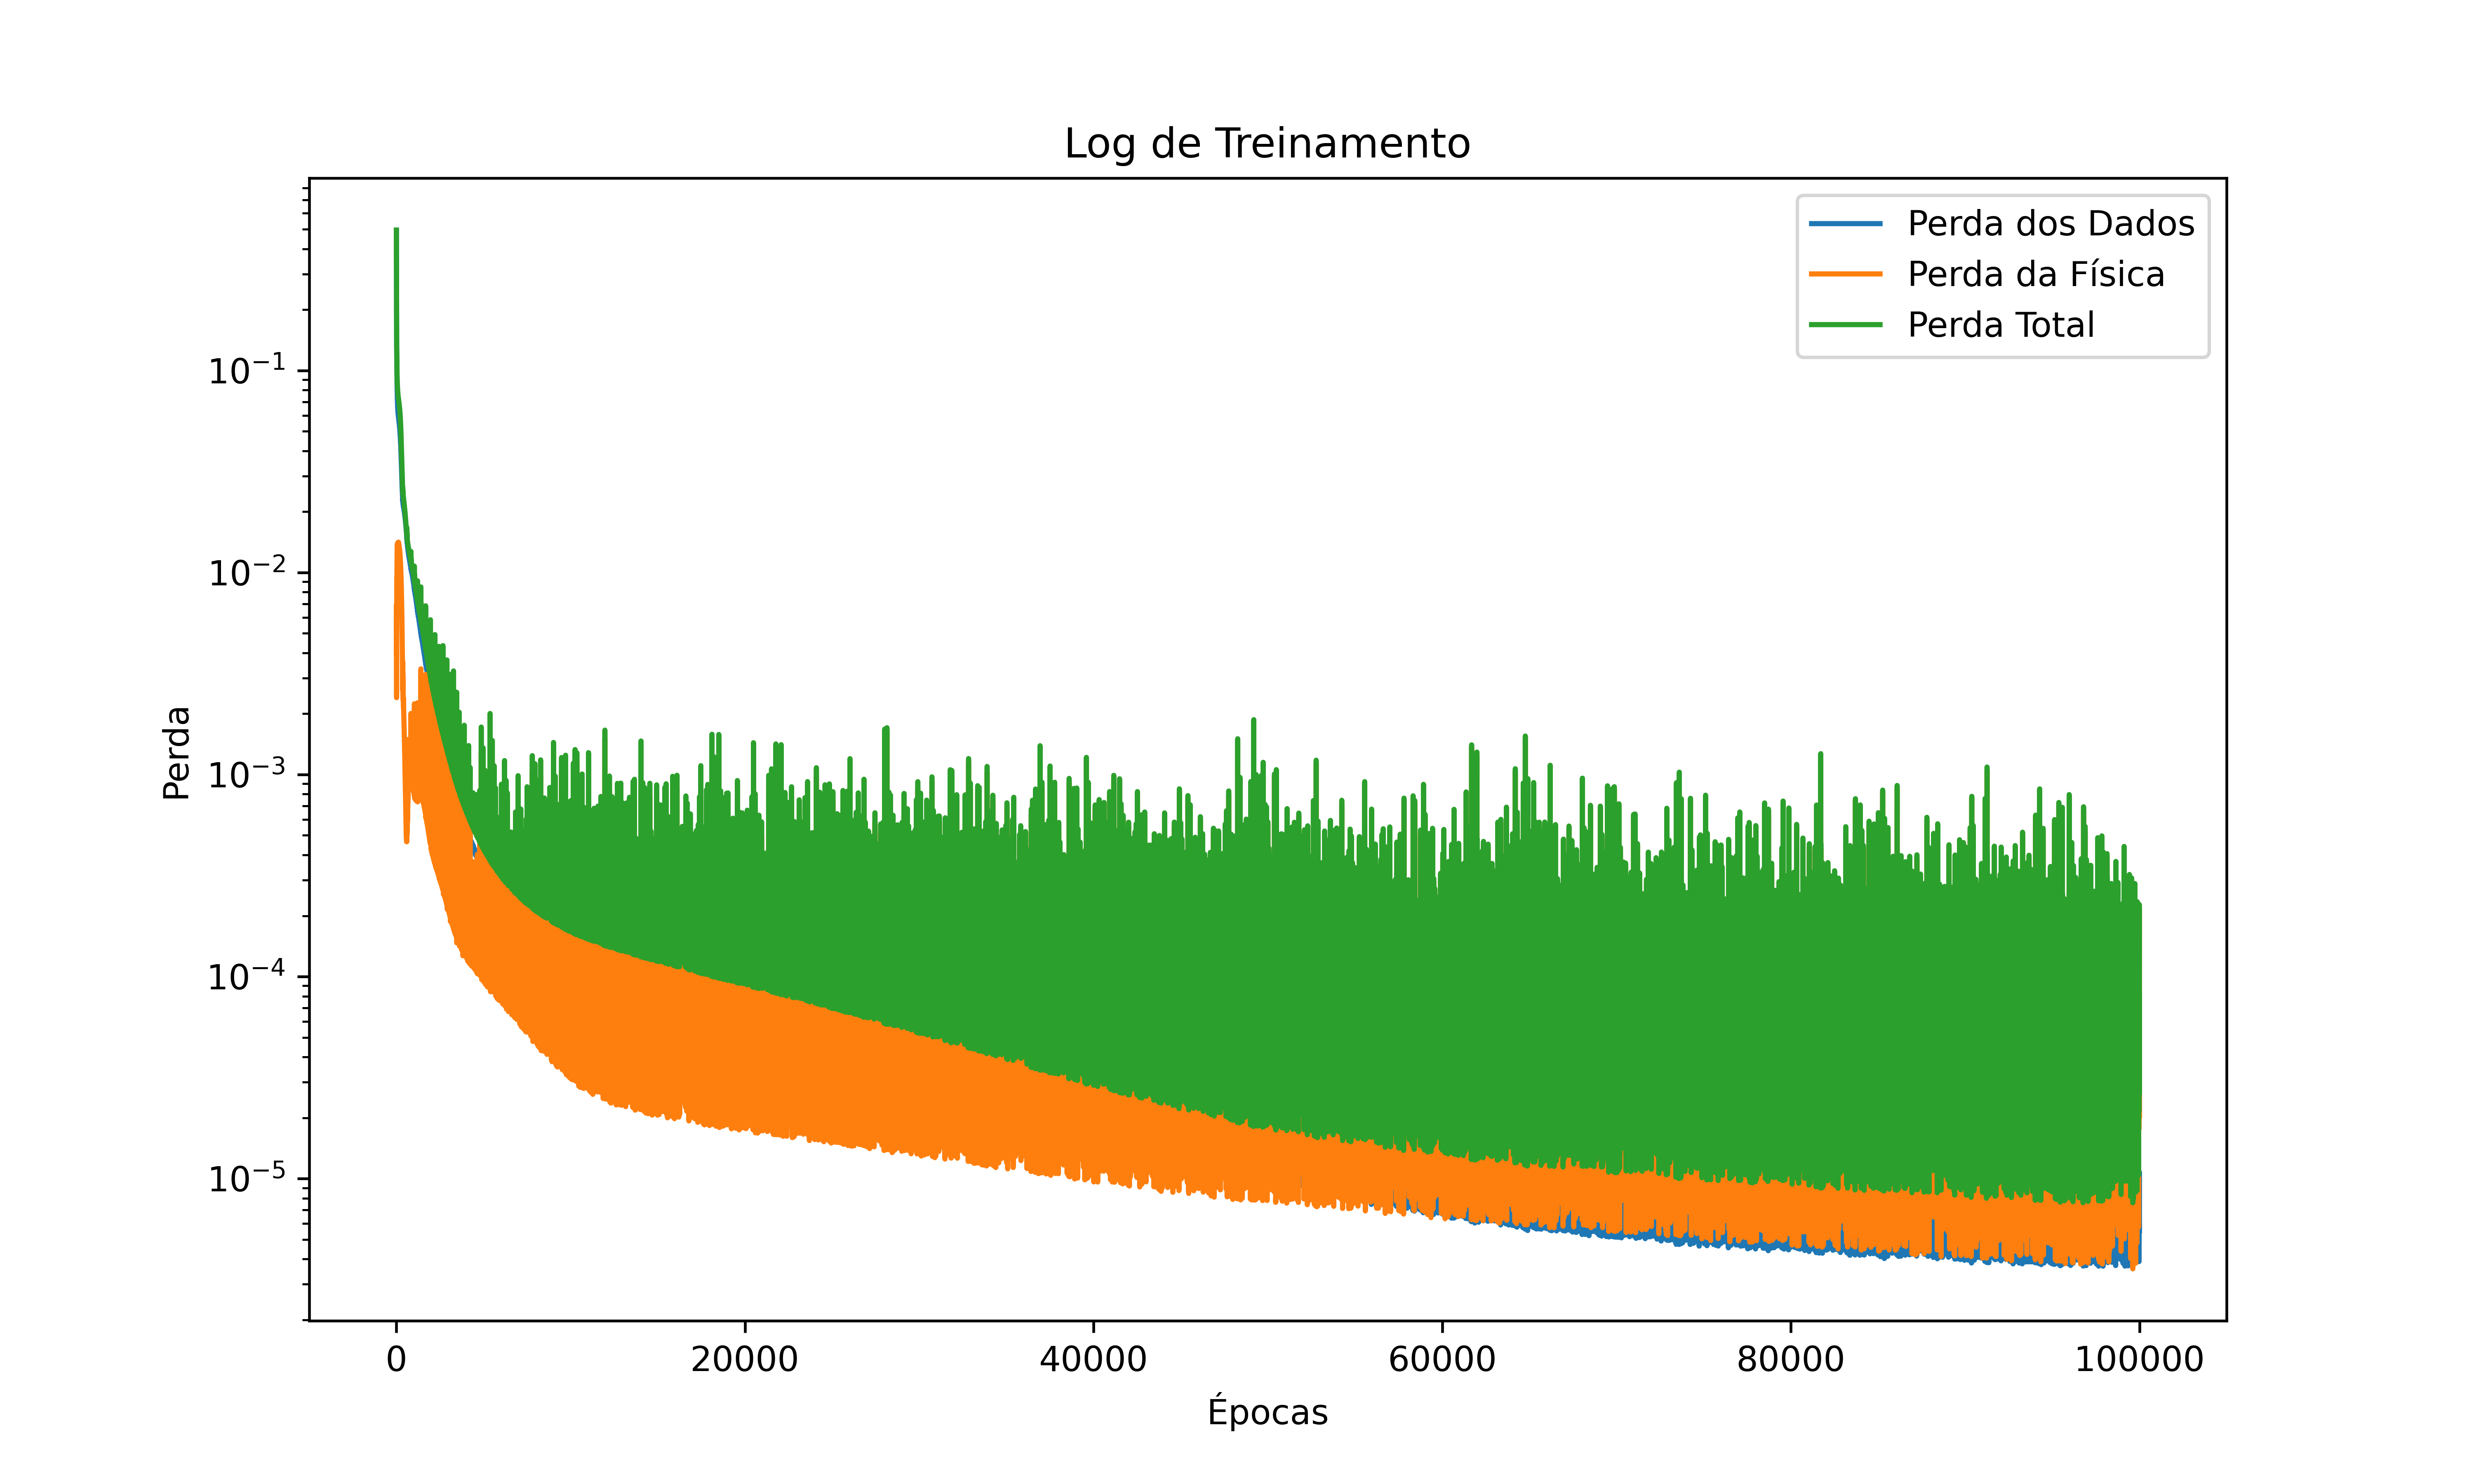 Log de Treinamento
Perda dos Dados
Perda da Física
Perda Total
Perda
10⁻¹
10⁻²
10⁻³
10⁻⁴
10⁻⁵
0 20000 40000 60000 80000 100000
Épocas